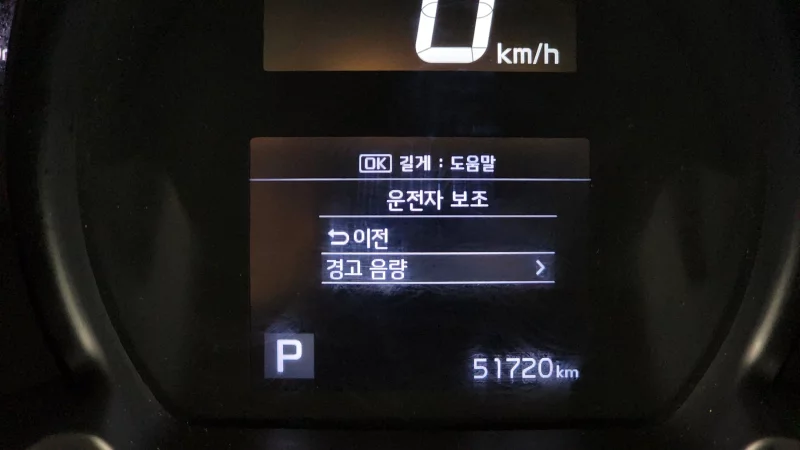 0 km/h
OK 길게 : 도움말
운전자 보조
이전
경고 음량
P
51720km